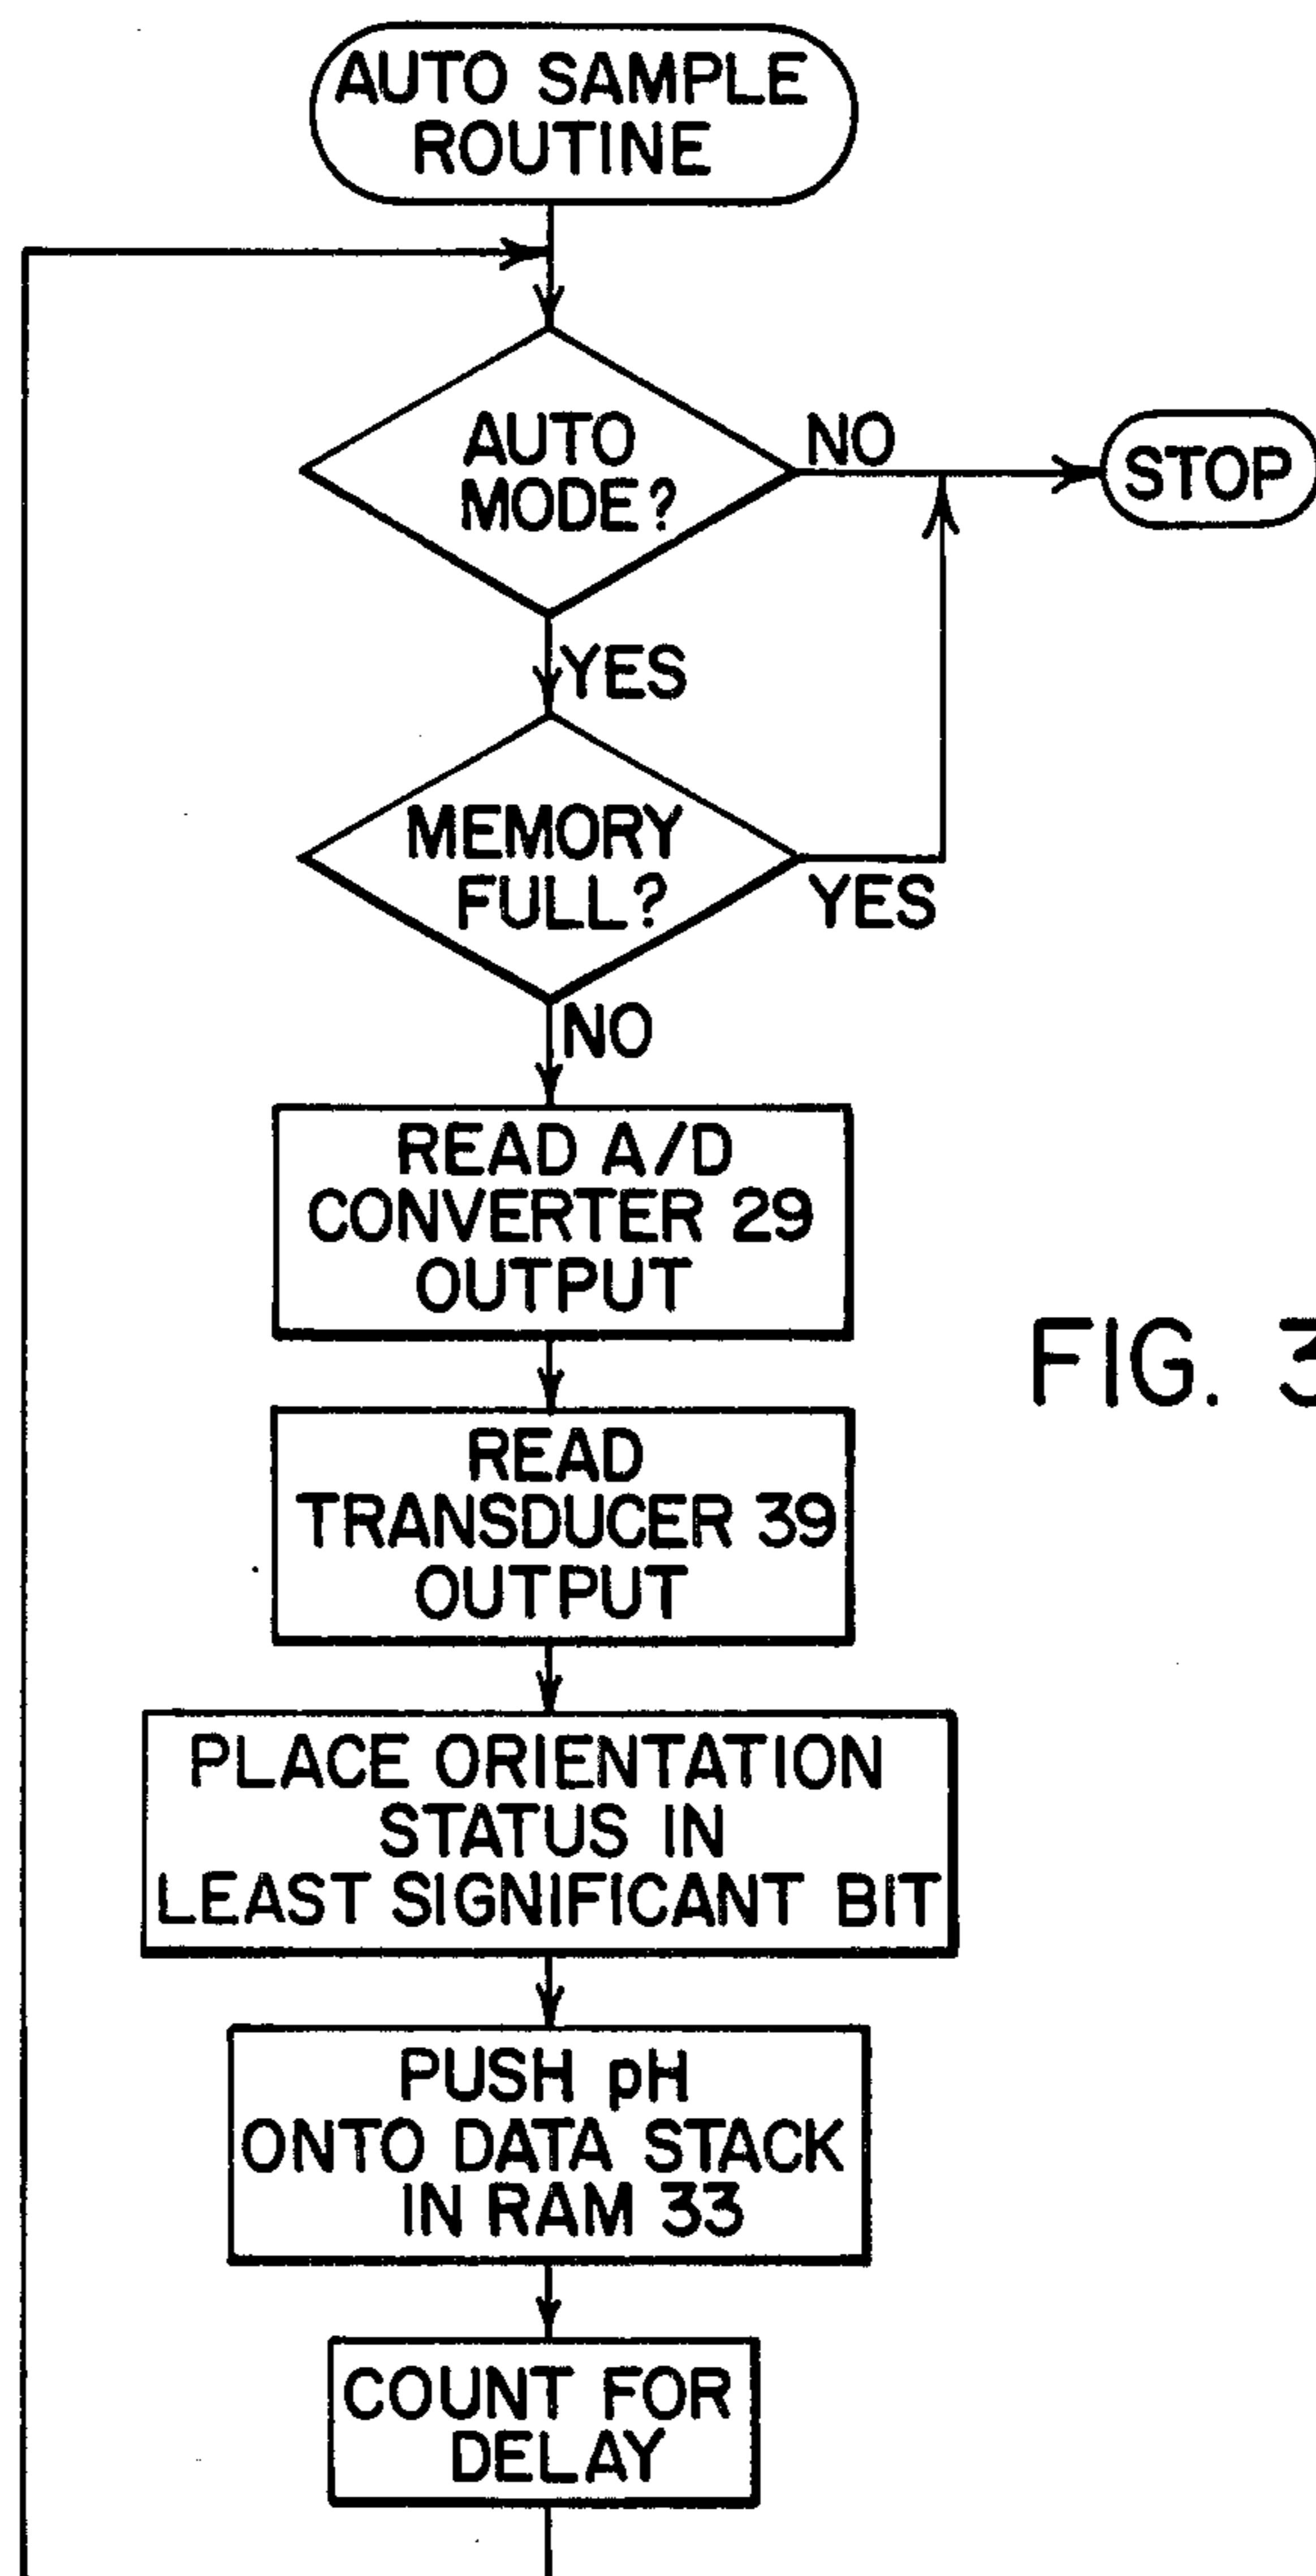 AUTO SAMPLE
ROUTINE
AUTO
MODE?
NO
STOP
YES
MEMORY
FULL?
YES
NO
READ A/D
CONVERTER 29
OUTPUT
FIG. 3
READ
TRANSDUCER 39
OUTPUT
PLACE ORIENTATION
STATUS IN
LEAST SIGNIFICANT BIT
PUSH pH
ONTO DATA STACK
IN RAM 33
COUNT FOR
DELAY